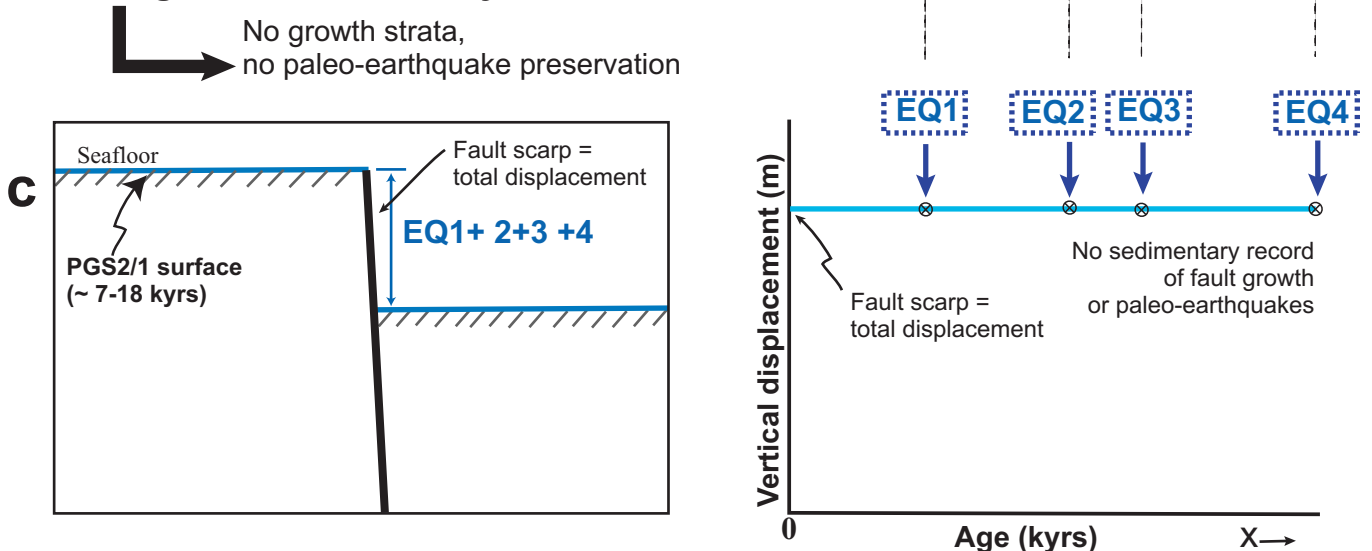 No growth strata,
no paleo-earthquake preservation
c
Seafloor
Fault scarp =
total displacement
EQ1+ 2+3 +4
PGS2/1 surface
(~ 7-18 kyrs)
EQ1
EQ2
EQ3
EQ4
Vertical displacement (m)
No sedimentary record
of fault growth
or paleo-earthquakes
Fault scarp =
total displacement
0
Age (kyrs)
X